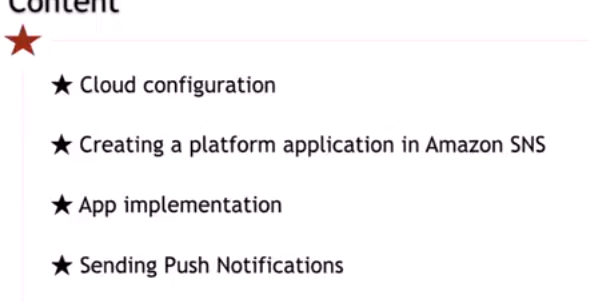 Content
★ Cloud configuration
★ Creating a platform application in Amazon SNS
★ App implementation
★ Sending Push Notifications